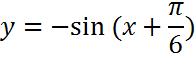 y = −sin (x + π/6)